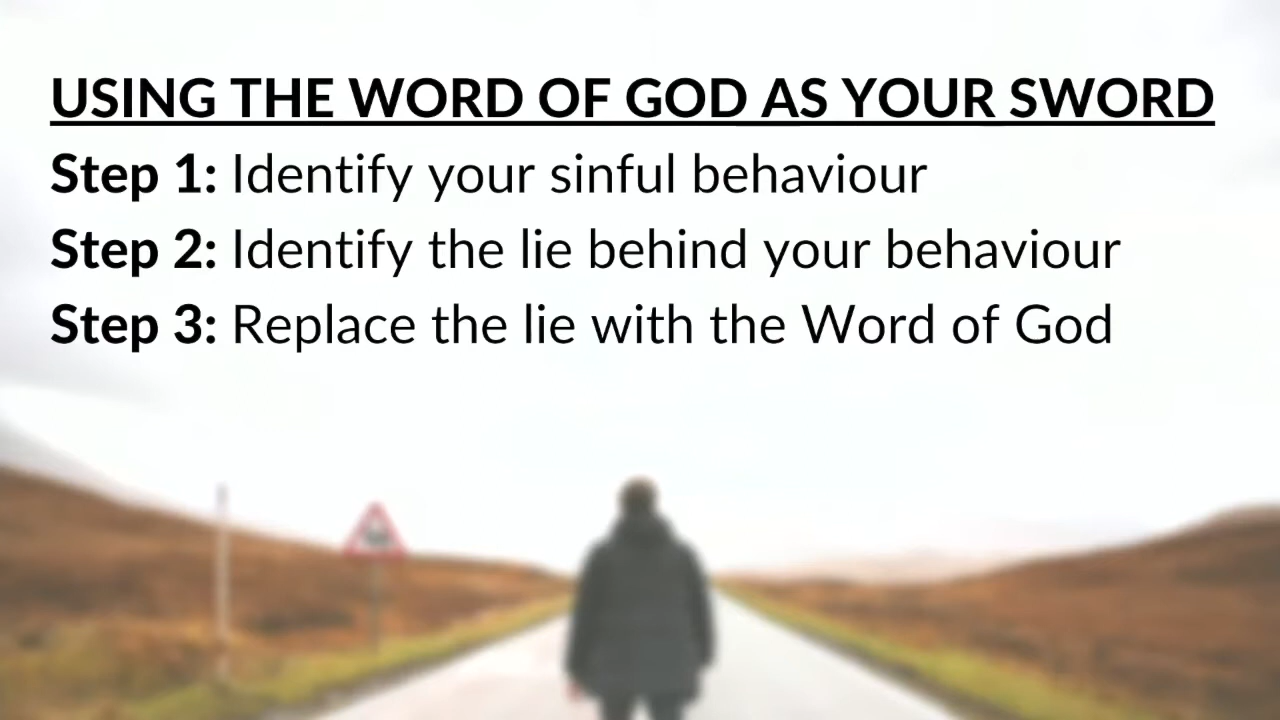 USING THE WORD OF GOD AS YOUR SWORD
Step 1: Identify your sinful behaviour
Step 2: Identify the lie behind your behaviour
Step 3: Replace the lie with the Word of God